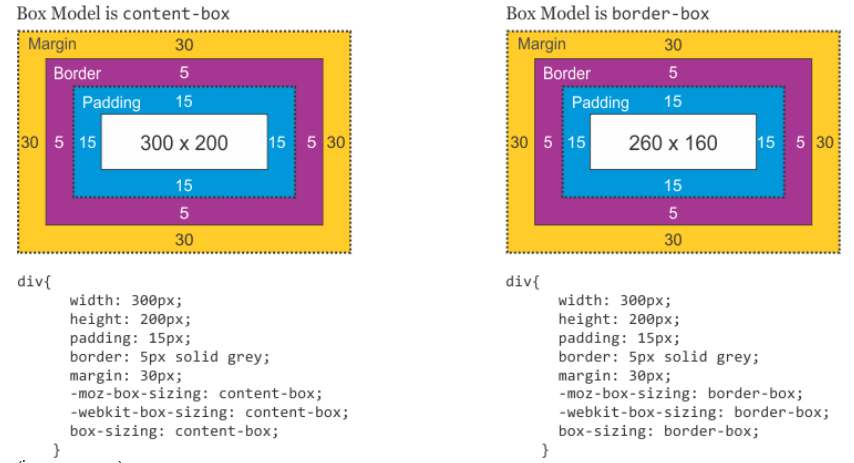 Box Model is content-box
Margin 30
Border 5
Padding 15
30 5 15 300 x 200 15 5 30
15
5
30
div{
width: 300px;
height: 200px;
padding: 15px;
border: 5px solid grey;
margin: 30px;
-moz-box-sizing: content-box;
-webkit-box-sizing: content-box;
box-sizing: content-box;
}
Box Model is border-box
Margin 30
Border 5
Padding 15
30 5 15 260 x 160 15 5 30
15
5
30
div{
width: 300px;
height: 200px;
padding: 15px;
border: 5px solid grey;
margin: 30px;
-moz-box-sizing: border-box;
-webkit-box-sizing: border-box;
box-sizing: border-box;
}